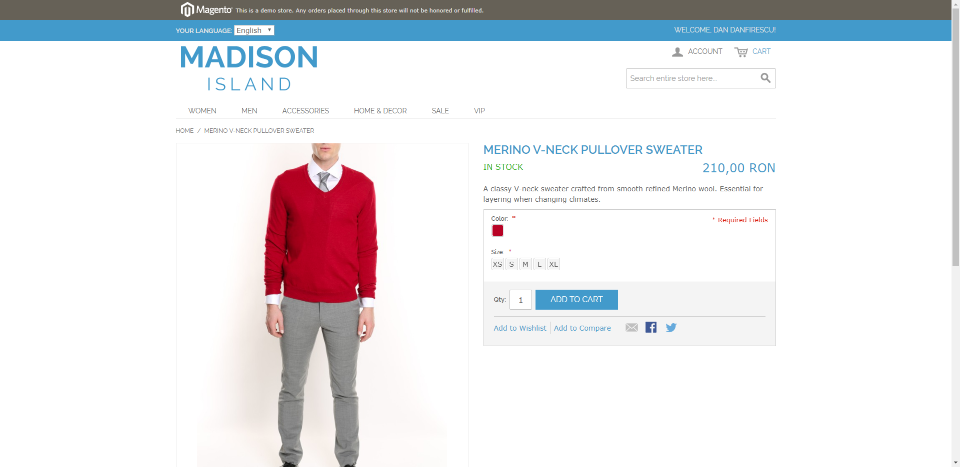 Magento This is a demo store. Any orders placed through this store will not be honored or fulfilled.
YOUR LANGUAGE: English
WELCOME, DAN DANFIRESCU!
MADISON
ISLAND
ACCOUNT CART
Search entire store here...
WOMEN MEN ACCESSORIES HOME & DECOR SALE VIP
HOME / MERINO V-NECK PULLOVER SWEATER
MERINO V-NECK PULLOVER SWEATER
IN STOCK 210,00 RON
A classy V neck sweater crafted from smooth refined Merino wool. Essential for
layering when changing climates.
Color: *
* Required Fields
Size *
XS S M L XL
Qty: 1 ADD TO CART
Add to Wishlist Add to Compare